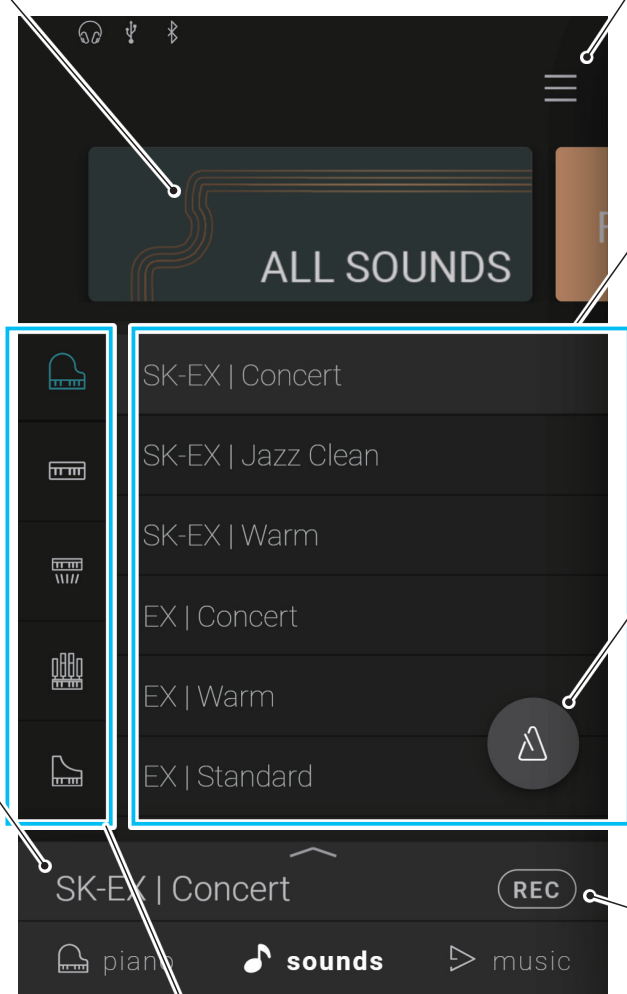 ALL SOUNDS
SK-EX | Concert
SK-EX | Jazz Clean
SK-EX | Warm
EX | Concert
EX | Warm
EX | Standard
SK-EX | Concert
REC
piano
sounds
music